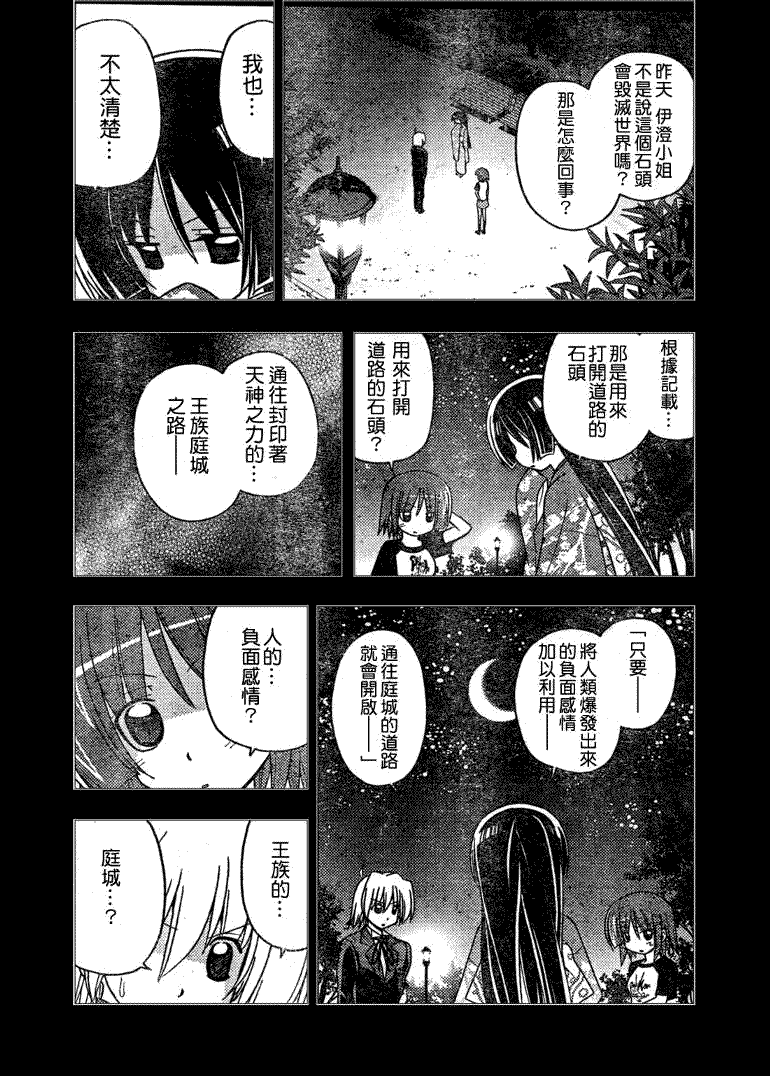 昨天 伊澄小姐
不是說這個石頭
會毀滅世界嗎？
那是怎麼回事？
我也…
不太清楚…
根據記載…
那是用來
打開道路的
石頭
用來打開
道路的石頭？
通往封印著
天神之力的…
王族庭城
之路——
「只要——
將人類爆發出來
的負面感情
加以利用——
通往庭城的道路
就會開啟——」
人的…
負面感情？
王族的…
庭城…？